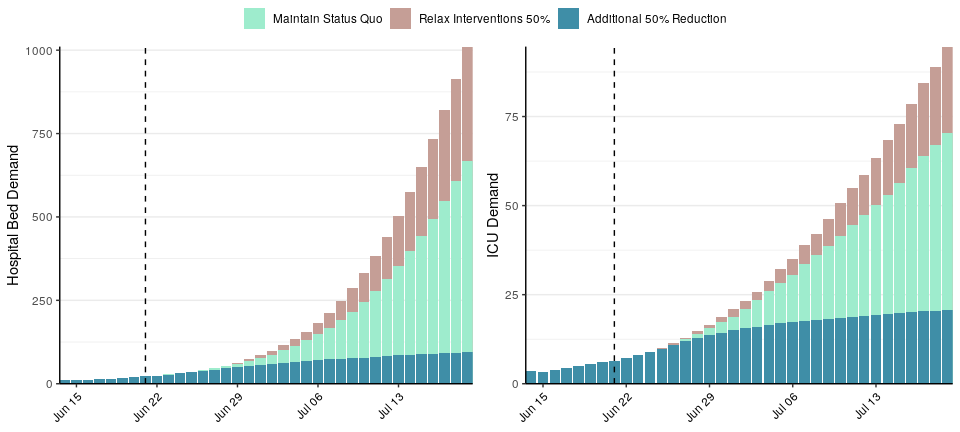 Maintain Status Quo Relax Interventions 50% Additional 50% Reduction
Hospital Bed Demand
1000
750
500
250
0
Jun 15 Jun 22 Jun 29 Jul 06 Jul 13
ICU Demand
75
50
25
0
Jun 15 Jun 22 Jun 29 Jul 06 Jul 13